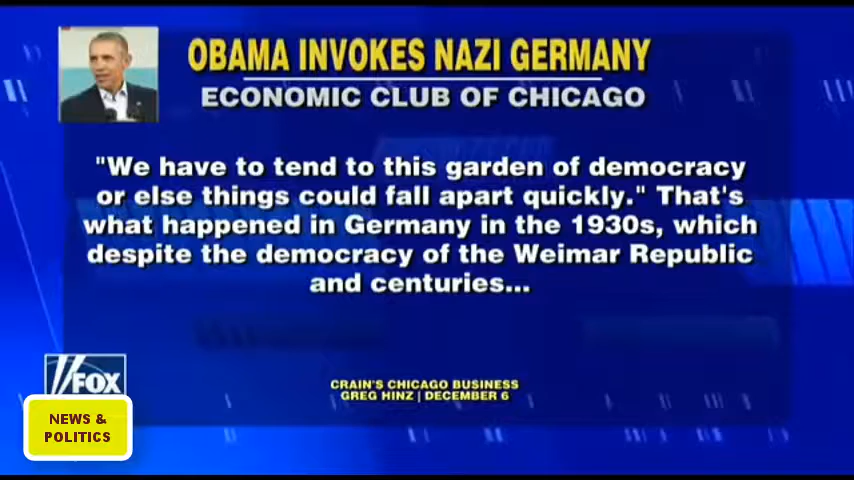 OBAMA INVOKES NAZI GERMANY
ECONOMIC CLUB OF CHICAGO
"We have to tend to this garden of democracy
or else things could fall apart quickly." That's
what happened in Germany in the 1930s, which
despite the democracy of the Weimar Republic
and centuries...
FOX
CRAIN'S CHICAGO BUSINESS
GREG HINZ | DECEMBER 6
NEWS &
POLITICS